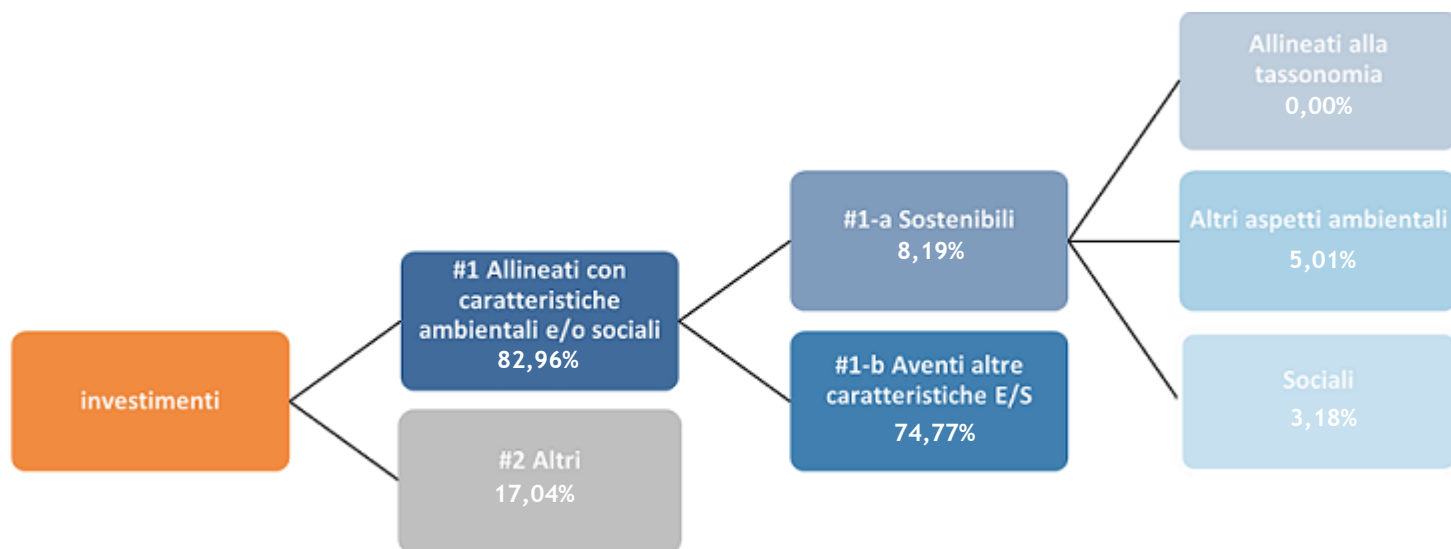 investimenti
#1 Allineati con
caratteristiche
ambientali e/o sociali
82,96%
#2 Altri
17,04%
#1-a Sostenibili
8,19%
#1-b Aventi altre
caratteristiche E/S
74,77%
Allineati alla
tassonomia
0,00%
Altri aspetti ambientali
5,01%
Sociali
3,18%